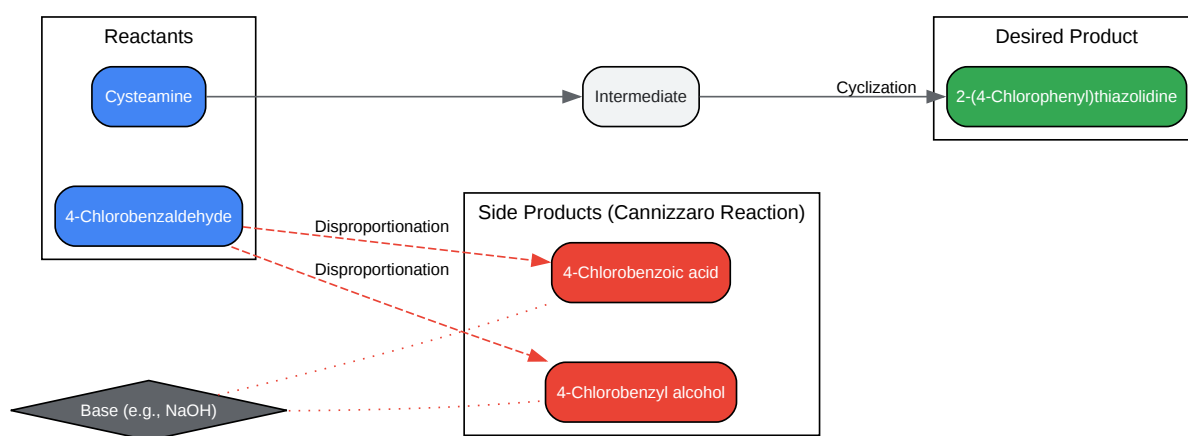 Reactants
Desired Product
Cysteamine
Intermediate
Cyclization
2-(4-Chlorophenyl)thiazolidine
4-Chlorobenzaldehyde
Side Products (Cannizzaro Reaction)
Disproportionation
4-Chlorobenzoic acid
Disproportionation
4-Chlorobenzyl alcohol
Base (e.g., NaOH)